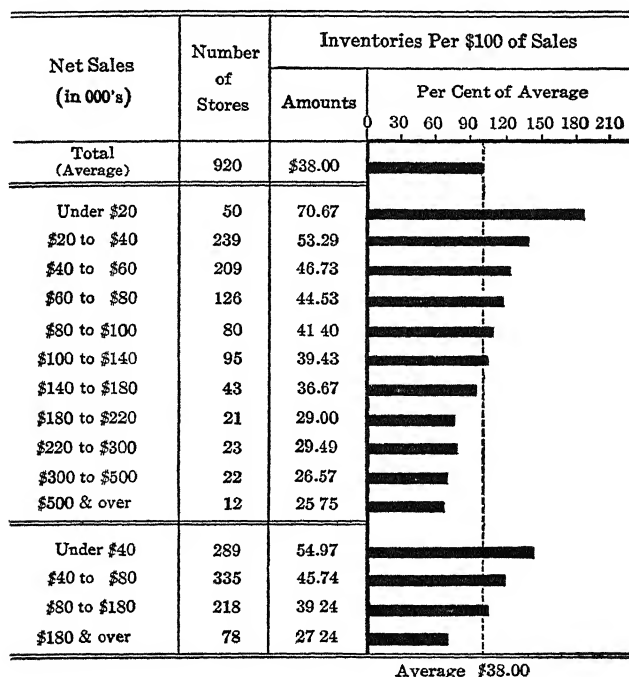 Net Sales
(in 000's)
Number
of
Stores
Inventories Per $100 of Sales
Amounts
Per Cent of Average
0 30 60 90 120 150 180 210
Total
(Average) 920 $38.00
Under $20 50 70.67
$20 to $40 239 53.29
$40 to $60 209 46.73
$60 to $80 126 44.53
$80 to $100 80 41 40
$100 to $140 95 39.43
$140 to $180 43 36.67
$180 to $220 21 29.00
$220 to $300 23 29.49
$300 to $500 22 26.57
$500 & over 12 25 75
Under $40 289 54.97
$40 to $80 335 45.74
$80 to $180 218 39 24
$180 & over 78 27 24
Average $38.00